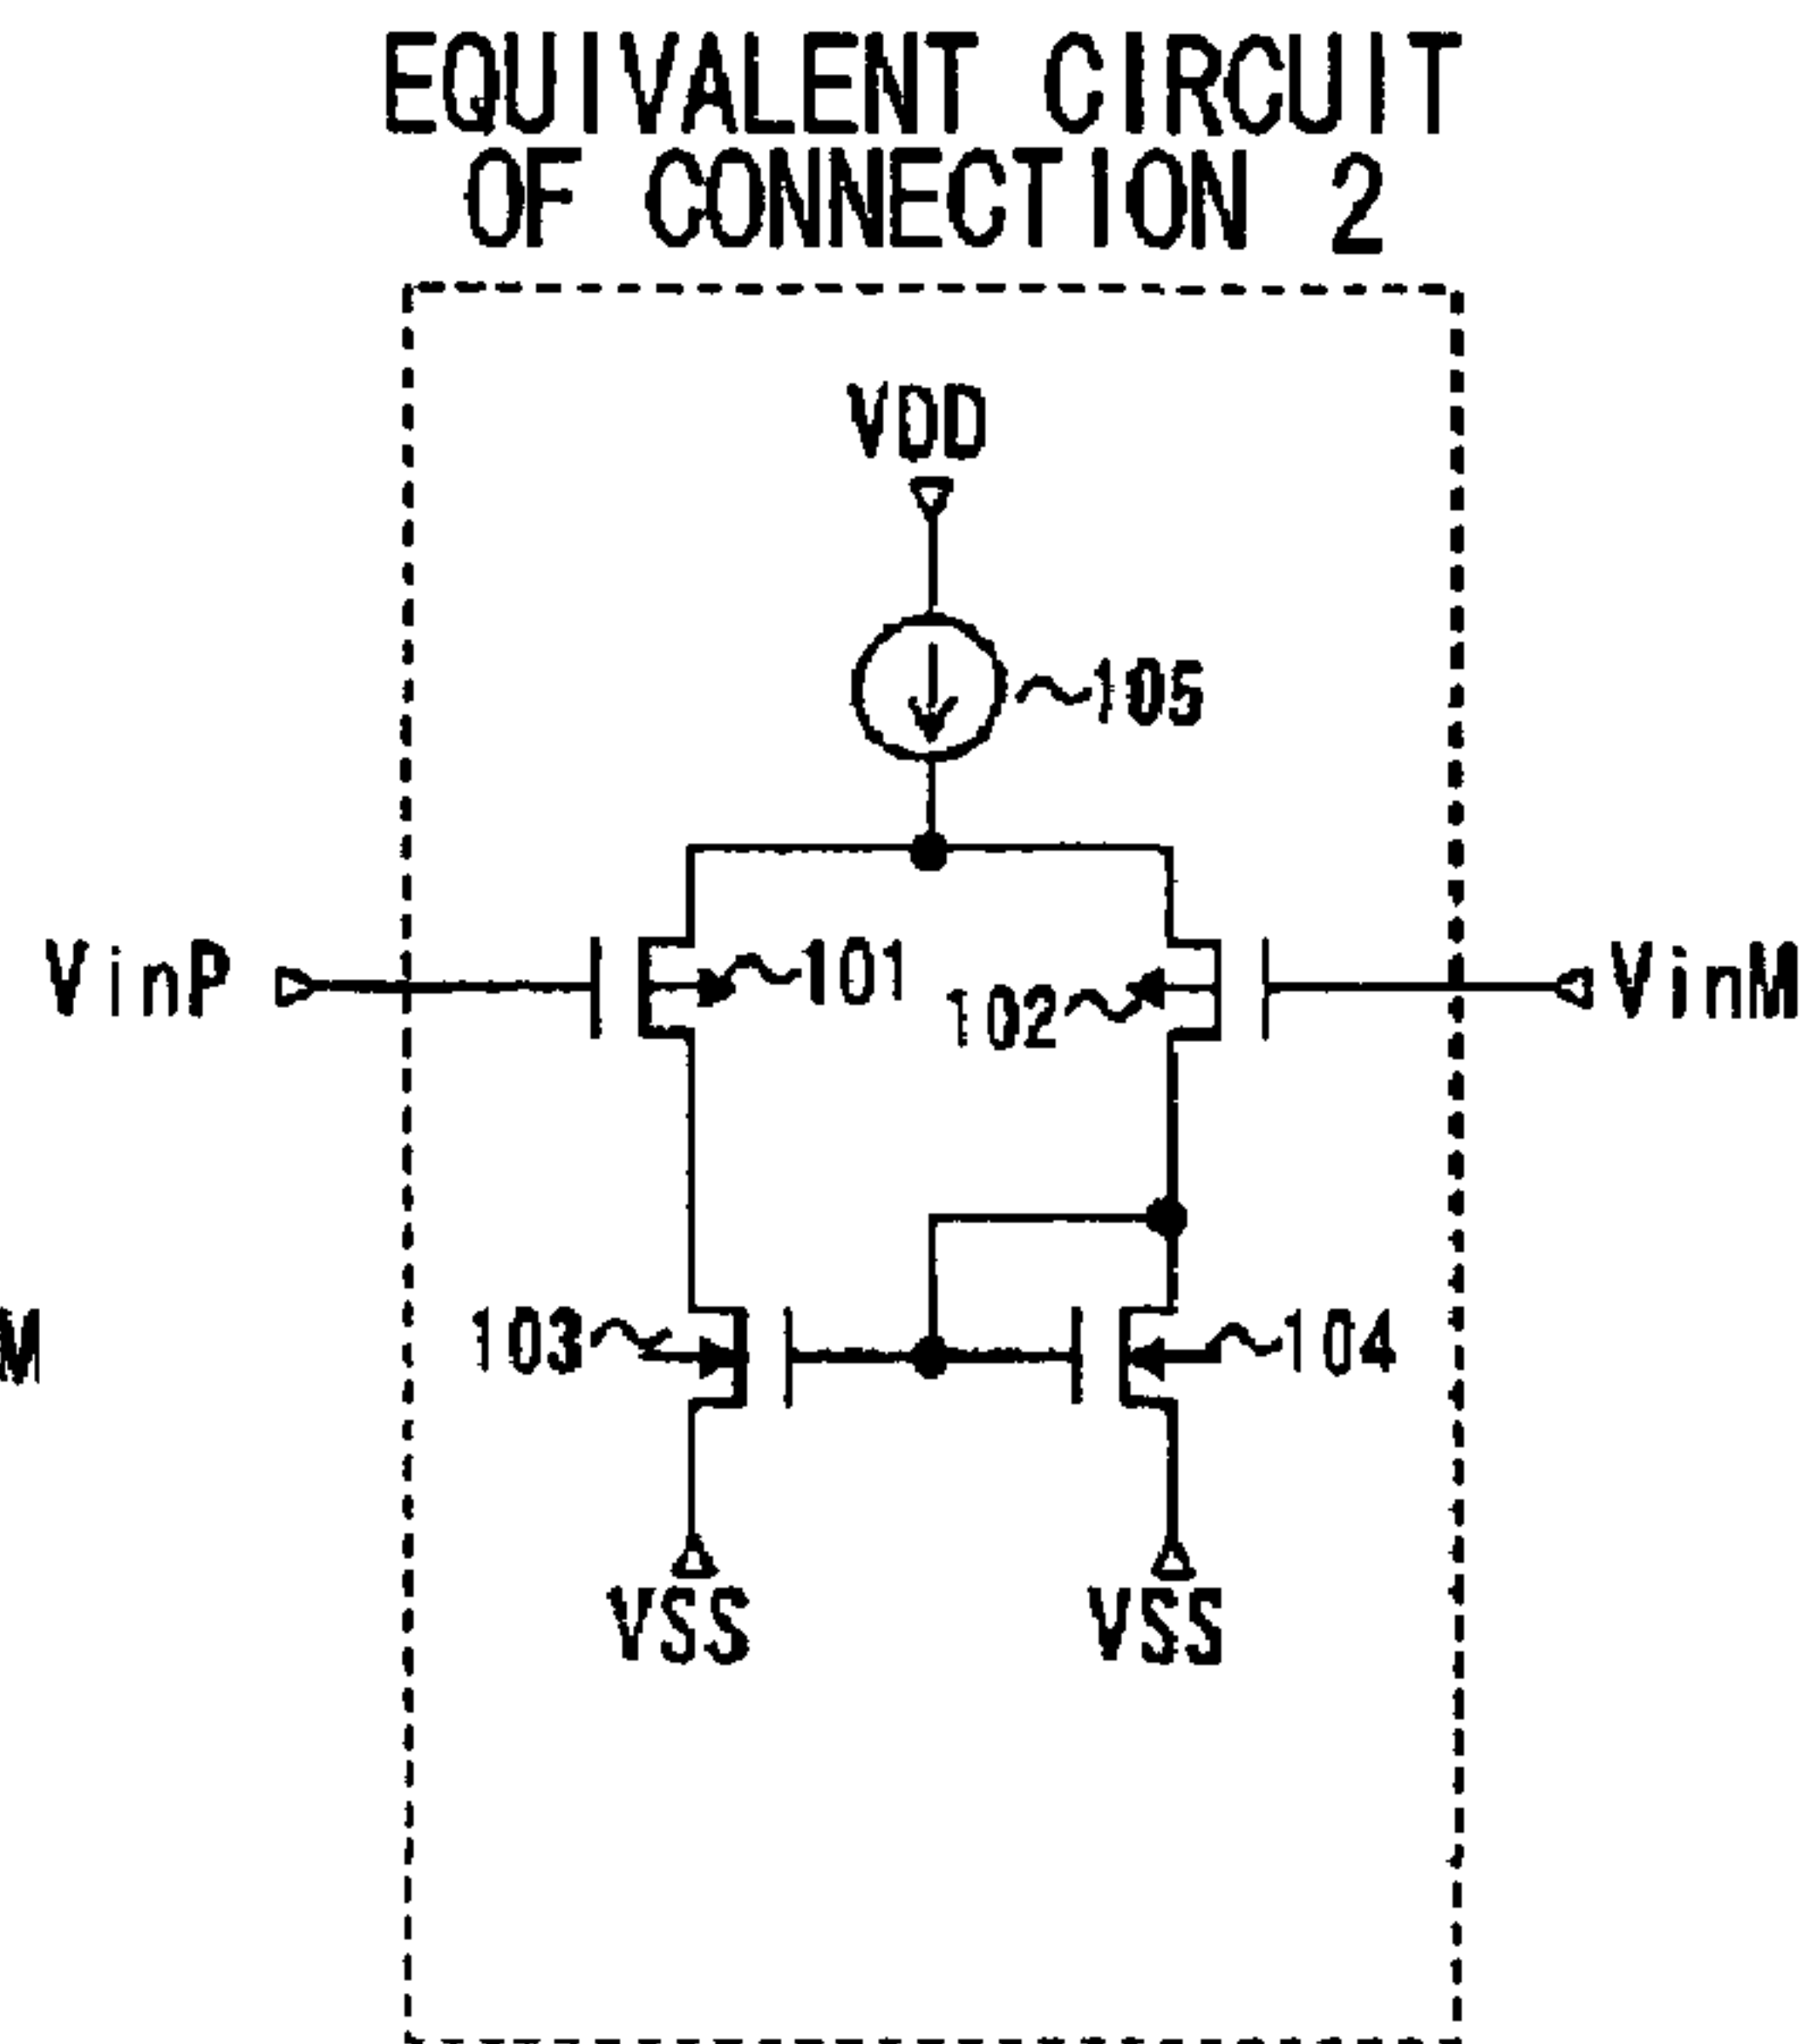 EQUIVALENT CIRCUIT
OF CONNECTION 2
VDD
105
VinP
101
102
VinM
M
103
104
VSS
VSS